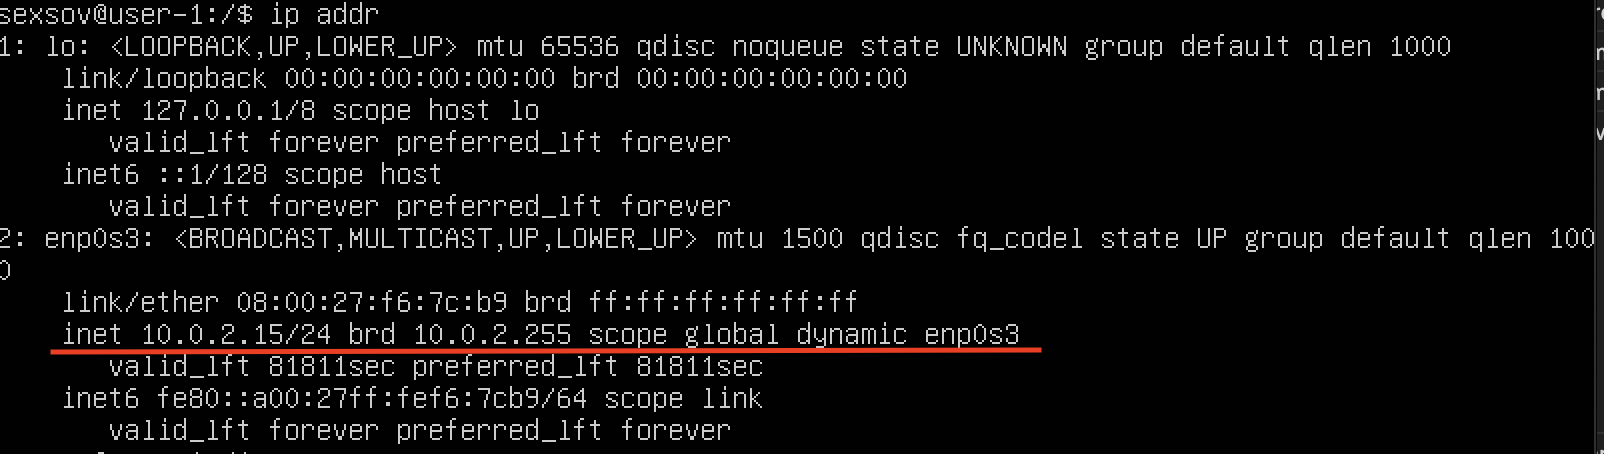 sexsov@user-1:/$ ip addr
1: lo: <LOOPBACK,UP,LOWER_UP> mtu 65536 qdisc noqueue state UNKNOWN group default qlen 1000
link/loopback 00:00:00:00:00:00 brd 00:00:00:00:00:00
inet 127.0.0.1/8 scope host lo
valid_lft forever preferred_lft forever
inet6 ::1/128 scope host
valid_lft forever preferred_lft forever
2: enp0s3: <BROADCAST,MULTICAST,UP,LOWER_UP> mtu 1500 qdisc fq_codel state UP group default qlen 100
0
link/ether 08:00:27:f6:7c:b9 brd ff:ff:ff:ff:ff:ff
inet 10.0.2.15/24 brd 10.0.2.255 scope global dynamic enp0s3
valid_lft 81811sec preferred_lft 81811sec
inet6 fe80::a00:27ff:fef6:7cb9/64 scope link
valid_lft forever preferred_lft forever